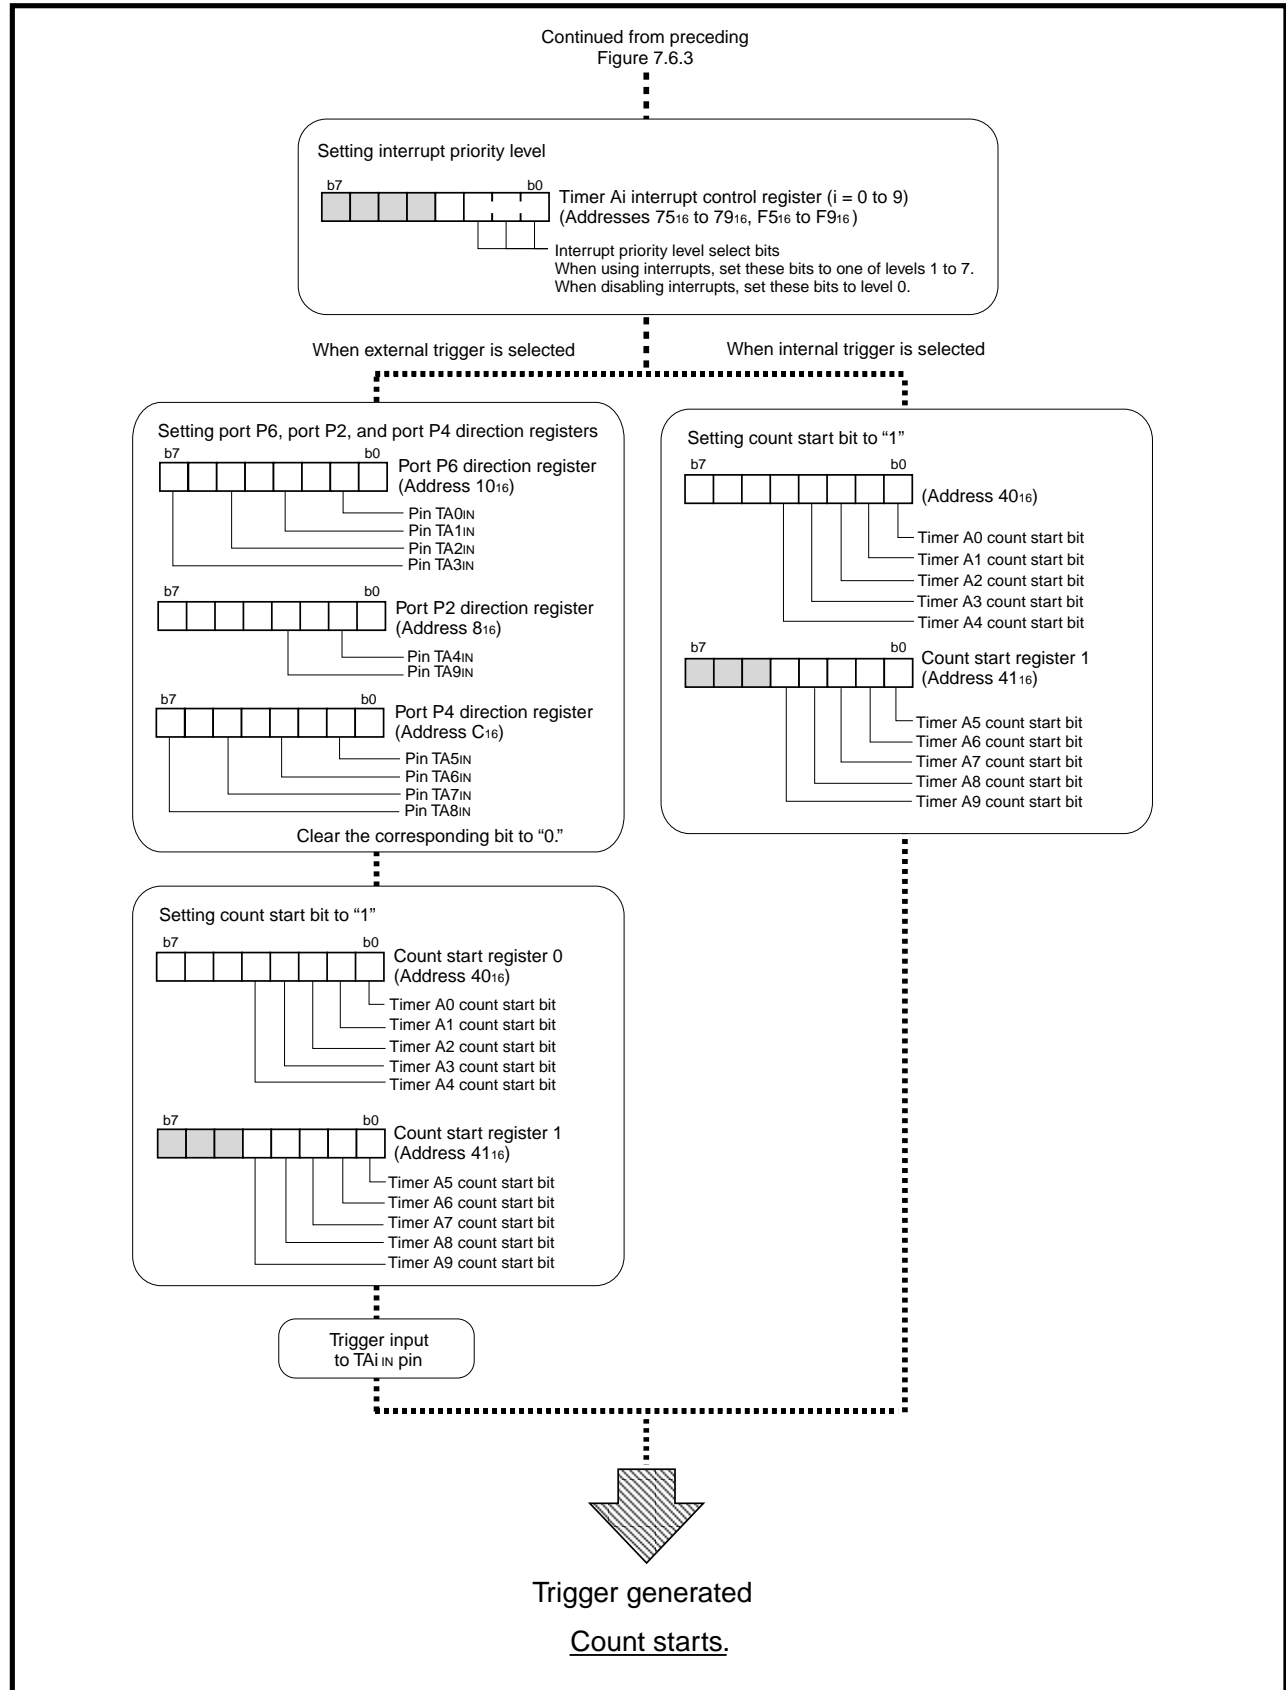 Continued from preceding
Figure 7.6.3
Setting interrupt priority level
b7 b0
Timer Ai interrupt control register (i = 0 to 9)
(Addresses 75₁₆ to 79₁₆, F5₁₆ to F9₁₆)
Interrupt priority level select bits
When using interrupts, set these bits to one of levels 1 to 7.
When disabling interrupts, set these bits to level 0.
When external trigger is selected
When internal trigger is selected
Setting port P6, port P2, and port P4 direction registers
b7 b0
Port P6 direction register
(Address 10₁₆)
Pin TA0IN
Pin TA1IN
Pin TA2IN
Pin TA3IN
b7 b0
Port P2 direction register
(Address 8₁₆)
Pin TA4IN
Pin TA9IN
b7 b0
Port P4 direction register
(Address C₁₆)
Pin TA5IN
Pin TA6IN
Pin TA7IN
Pin TA8IN
Clear the corresponding bit to “0.”
Setting count start bit to “1”
b7 b0
Count start register 0
(Address 40₁₆)
Timer A0 count start bit
Timer A1 count start bit
Timer A2 count start bit
Timer A3 count start bit
Timer A4 count start bit
b7 b0
Count start register 1
(Address 41₁₆)
Timer A5 count start bit
Timer A6 count start bit
Timer A7 count start bit
Timer A8 count start bit
Timer A9 count start bit
Trigger input
to TAiIN pin
Setting count start bit to “1”
b7 b0
(Address 40₁₆)
Timer A0 count start bit
Timer A1 count start bit
Timer A2 count start bit
Timer A3 count start bit
Timer A4 count start bit
b7 b0
Count start register 1
(Address 41₁₆)
Timer A5 count start bit
Timer A6 count start bit
Timer A7 count start bit
Timer A8 count start bit
Timer A9 count start bit
Trigger generated
Count starts.